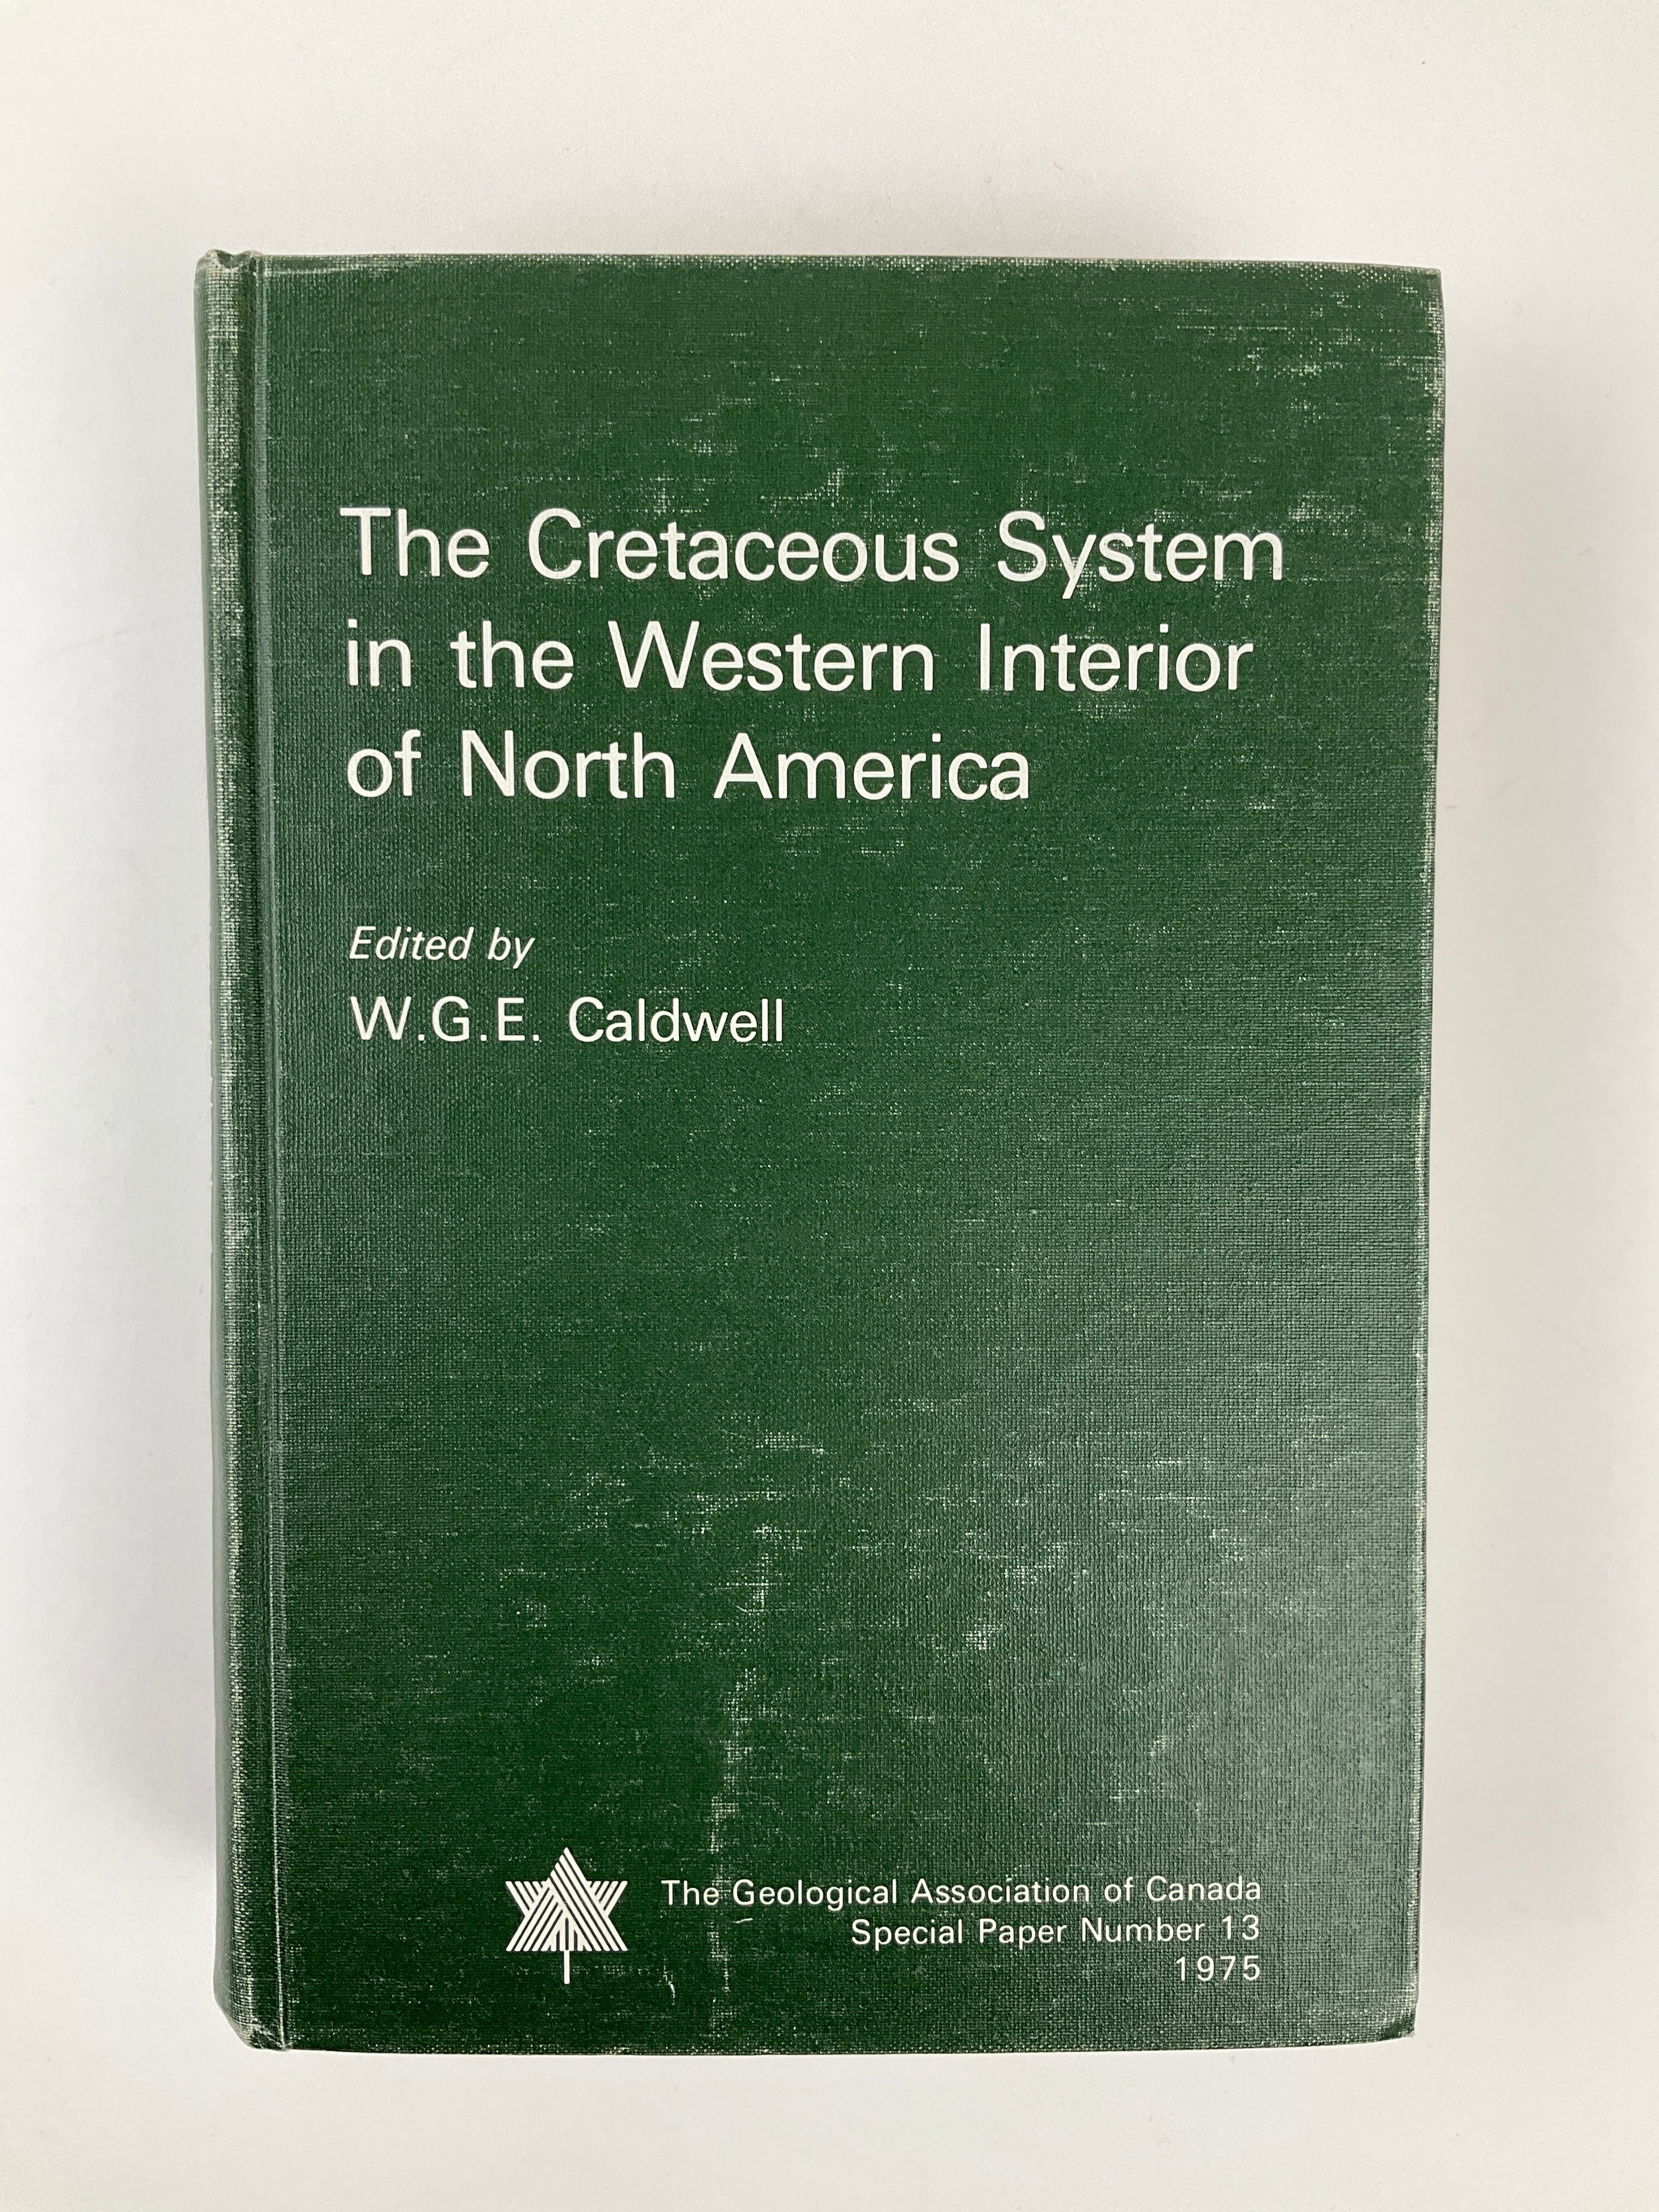 The Cretaceous System
in the Western Interior
of North America
Edited by
W.G.E. Caldwell
The Geological Association of Canada
Special Paper Number 13
1975